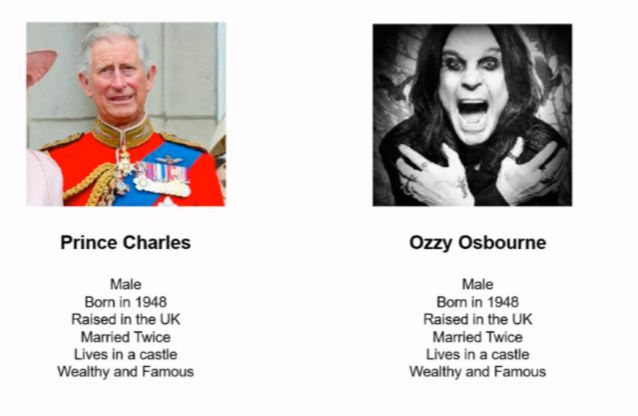 Prince Charles
Male
Born in 1948
Raised in the UK
Married Twice
Lives in a castle
Wealthy and Famous
Ozzy Osbourne
Male
Born in 1948
Raised in the UK
Married Twice
Lives in a castle
Wealthy and Famous